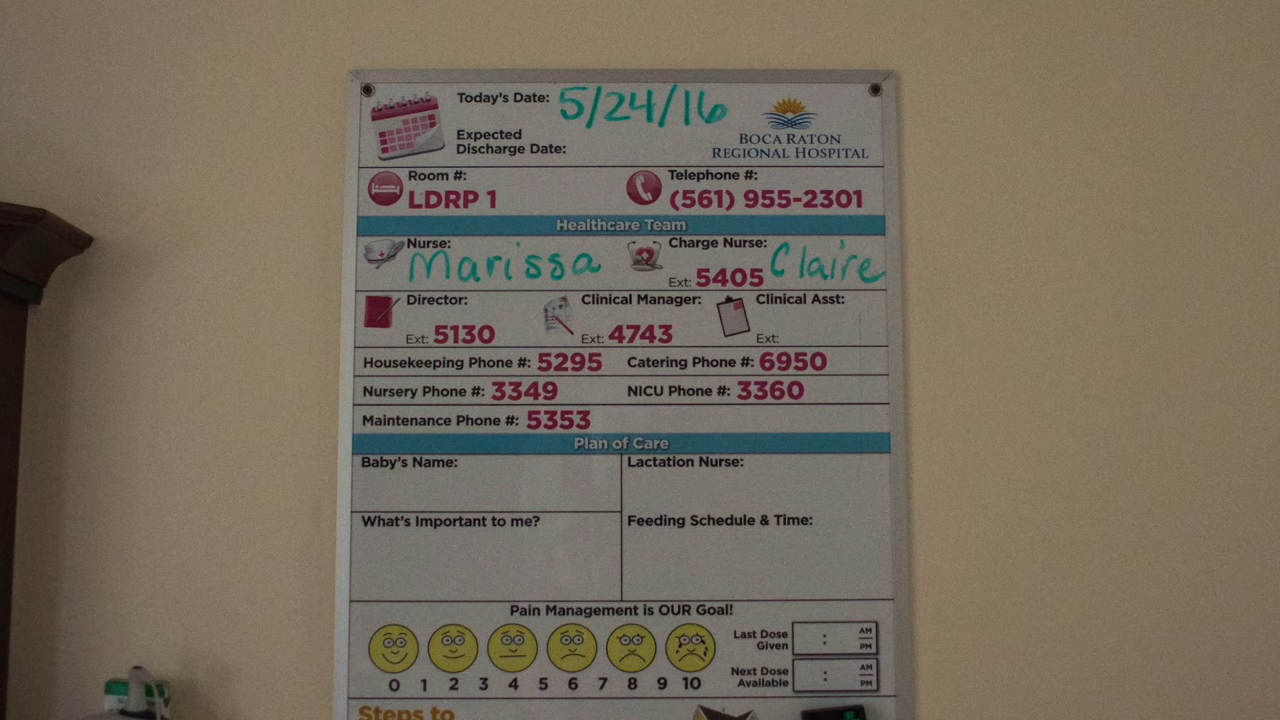 Today's Date: 5/24/16
Expected
Discharge Date:
BOCA RATON
REGIONAL HOSPITAL
Room #: Telephone #:
LDRP 1 (561) 955-2301
Healthcare Team
Nurse: Marissa Charge Nurse: Claire
Ext: 5405
Director: Clinical Manager: Clinical Asst:
Ext: 5130 Ext: 4743 Ext:
Housekeeping Phone #: 5295 Catering Phone #: 6950
Nursery Phone #: 3349 NICU Phone #: 3360
Maintenance Phone #: 5353
Plan of Care
Baby's Name: Lactation Nurse:
What's Important to me? Feeding Schedule & Time:
Pain Management is OUR Goal!
Last Dose
Given : AM
PM
Next Dose
Available : AM
PM
0 1 2 3 4 5 6 7 8 9 10
Steps to